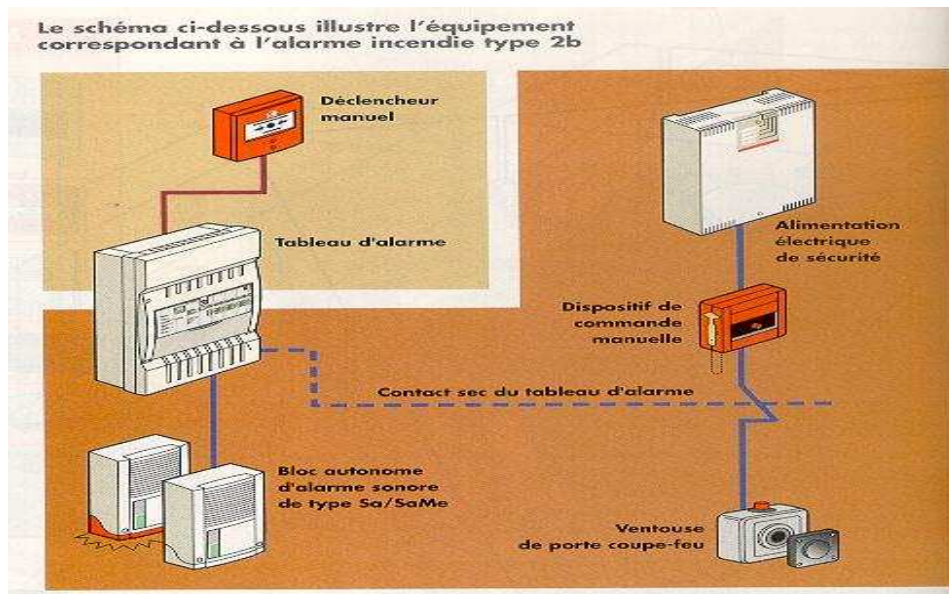 Le schéma ci-dessous illustre l'équipement
correspondant à l'alarme incendie type 2b
Déclencheur
manuel
Tableau d'alarme
Alimentation
électrique
de sécurité
Dispositif de
commande
manuelle
Contact sec du tableau d'alarme
Bloc autonome
d'alarme sonore
de type Sa/SaMe
Ventouse
de porte coupe-feu